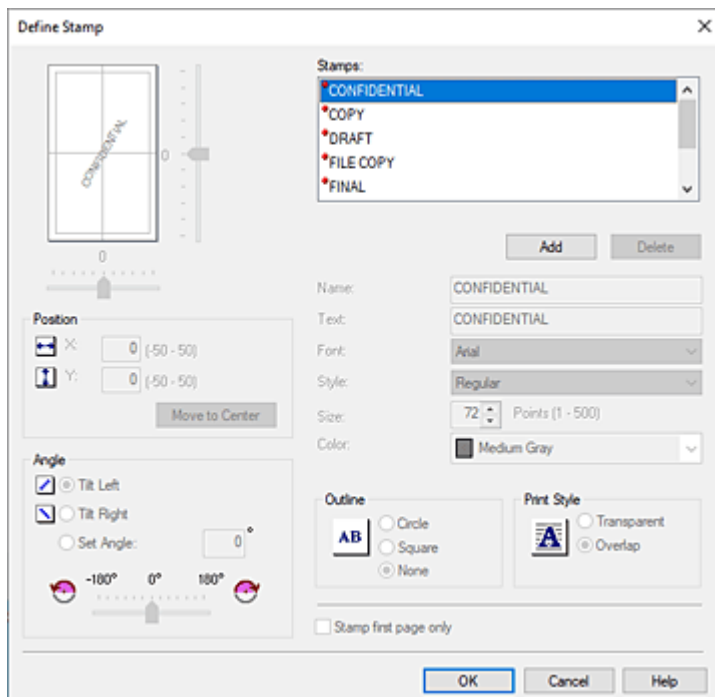 Define Stamp
CONFIDENTIAL
0
0
Position
X: 0 (-50 - 50)
Y: 0 (-50 - 50)
Move to Center
Angle
Tilt Left
Tilt Right
Set Angle: 0°
-180° 0° 180°
Stamps:
CONFIDENTIAL
COPY
DRAFT
FILE COPY
FINAL
Add Delete
Name: CONFIDENTIAL
Text: CONFIDENTIAL
Font: Arial
Style: Regular
Size: 72 Points (1 - 500)
Color: Medium Gray
Outline
AB
Circle
Square
None
Print Style
A
Transparent
Overlap
Stamp first page only
OK Cancel Help